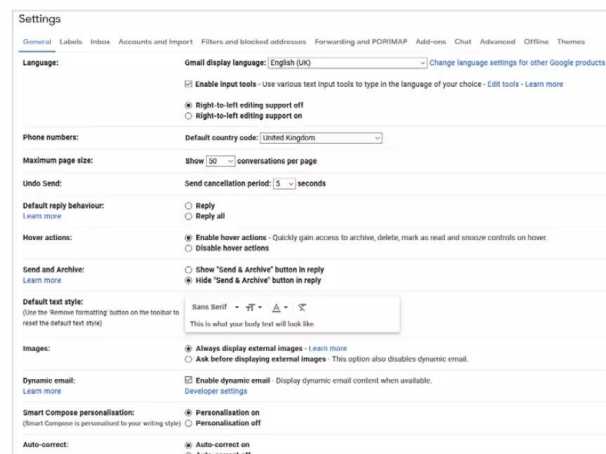 Settings
General Labels Inbox Accounts and Import Filters and blocked addresses Forwarding and POP/IMAP Add-ons Chat Advanced Offline Themes
Language: Gmail display language: English (UK) Change language settings for other Google products
Enable input tools - Use various text input tools to type in the language of your choice - Edit tools - Learn more
Right-to-left editing support off
Right-to-left editing support on
Phone numbers: Default country code: United Kingdom
Maximum page size: Show 50 conversations per page
Undo Send: Send cancellation period: 5 seconds
Default reply behaviour: Reply
Learn more Reply all
Hover actions: Enable hover actions - Quickly gain access to archive, delete, mark as read and snooze controls on hover.
Disable hover actions
Send and Archive: Show "Send & Archive" button in reply
Learn more Hide "Send & Archive" button in reply
Default text style: Sans Serif
(Use the 'Remove formatting' button on the toolbar to
reset the default text style) This is what your body text will look like
Images: Always display external images - Learn more
Ask before displaying external images - This option also disables dynamic email.
Dynamic email: Enable dynamic email - Display dynamic email content when available.
Learn more Developer settings
Smart Compose personalisation: Personalisation on
(Smart Compose is personalised to your writing style) Personalisation off
Auto-correct: Auto-correct on
Auto-correct off